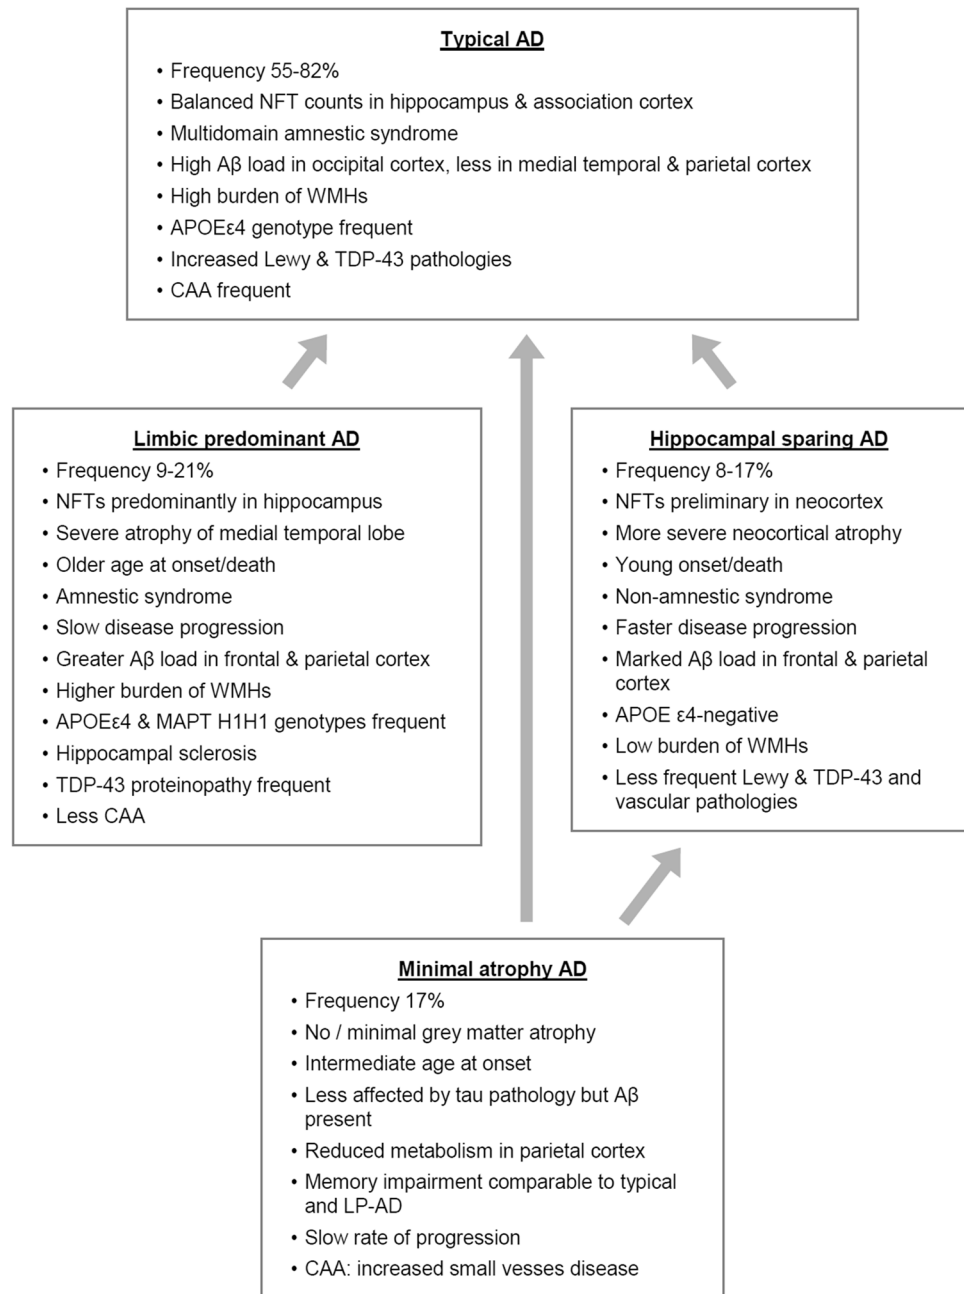 Typical AD
• Frequency 55-82%
• Balanced NFT counts in hippocampus & association cortex
• Multidomain amnestic syndrome
• High Aβ load in occipital cortex, less in medial temporal & parietal cortex
• High burden of WMHs
• APOEε4 genotype frequent
• Increased Lewy & TDP-43 pathologies
• CAA frequent
Limbic predominant AD
• Frequency 9-21%
• NFTs predominantly in hippocampus
• Severe atrophy of medial temporal lobe
• Older age at onset/death
• Amnestic syndrome
• Slow disease progression
• Greater Aβ load in frontal & parietal cortex
• Higher burden of WMHs
• APOEε4 & MAPT H1H1 genotypes frequent
• Hippocampal sclerosis
• TDP-43 proteinopathy frequent
• Less CAA
Hippocampal sparing AD
• Frequency 8-17%
• NFTs preliminary in neocortex
• More severe neocortical atrophy
• Young onset/death
• Non-amnestic syndrome
• Faster disease progression
• Marked Aβ load in frontal & parietal
cortex
• APOE ε4-negative
• Low burden of WMHs
• Less frequent Lewy & TDP-43 and
vascular pathologies
Minimal atrophy AD
• Frequency 17%
• No / minimal grey matter atrophy
• Intermediate age at onset
• Less affected by tau pathology but Aβ
present
• Reduced metabolism in parietal cortex
• Memory impairment comparable to typical
and LP-AD
• Slow rate of progression
• CAA: increased small vesses disease